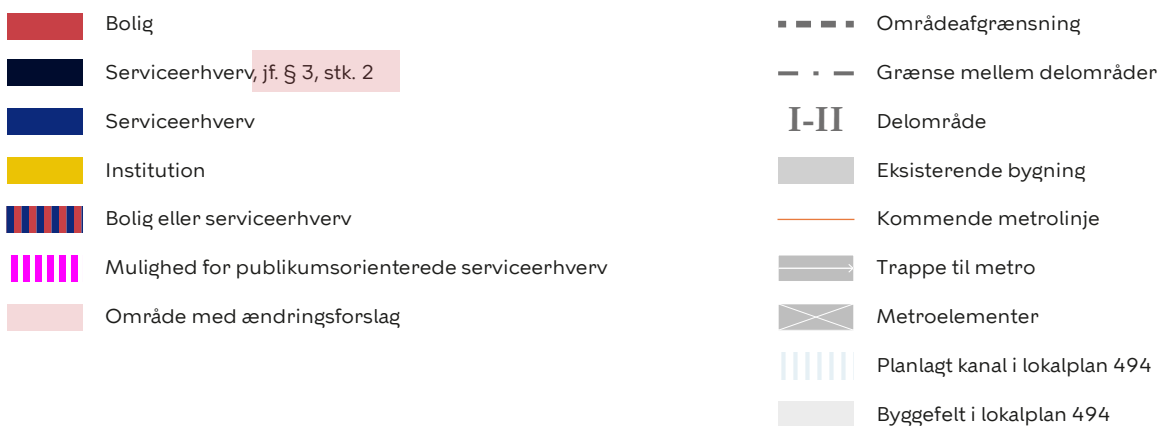 Bolig
Serviceerhverv, jf. § 3, stk. 2
Serviceerhverv
Institution
Bolig eller serviceerhverv
Mulighed for publikumsorienterede serviceerhverv
Område med ændringsforslag
Områdeafgrænsning
Grænse mellem delområder
I-II Delområde
Eksisterende bygning
Kommende metrolinje
Trappe til metro
Metroelementer
Planlagt kanal i lokalplan 494
Byggefelt i lokalplan 494